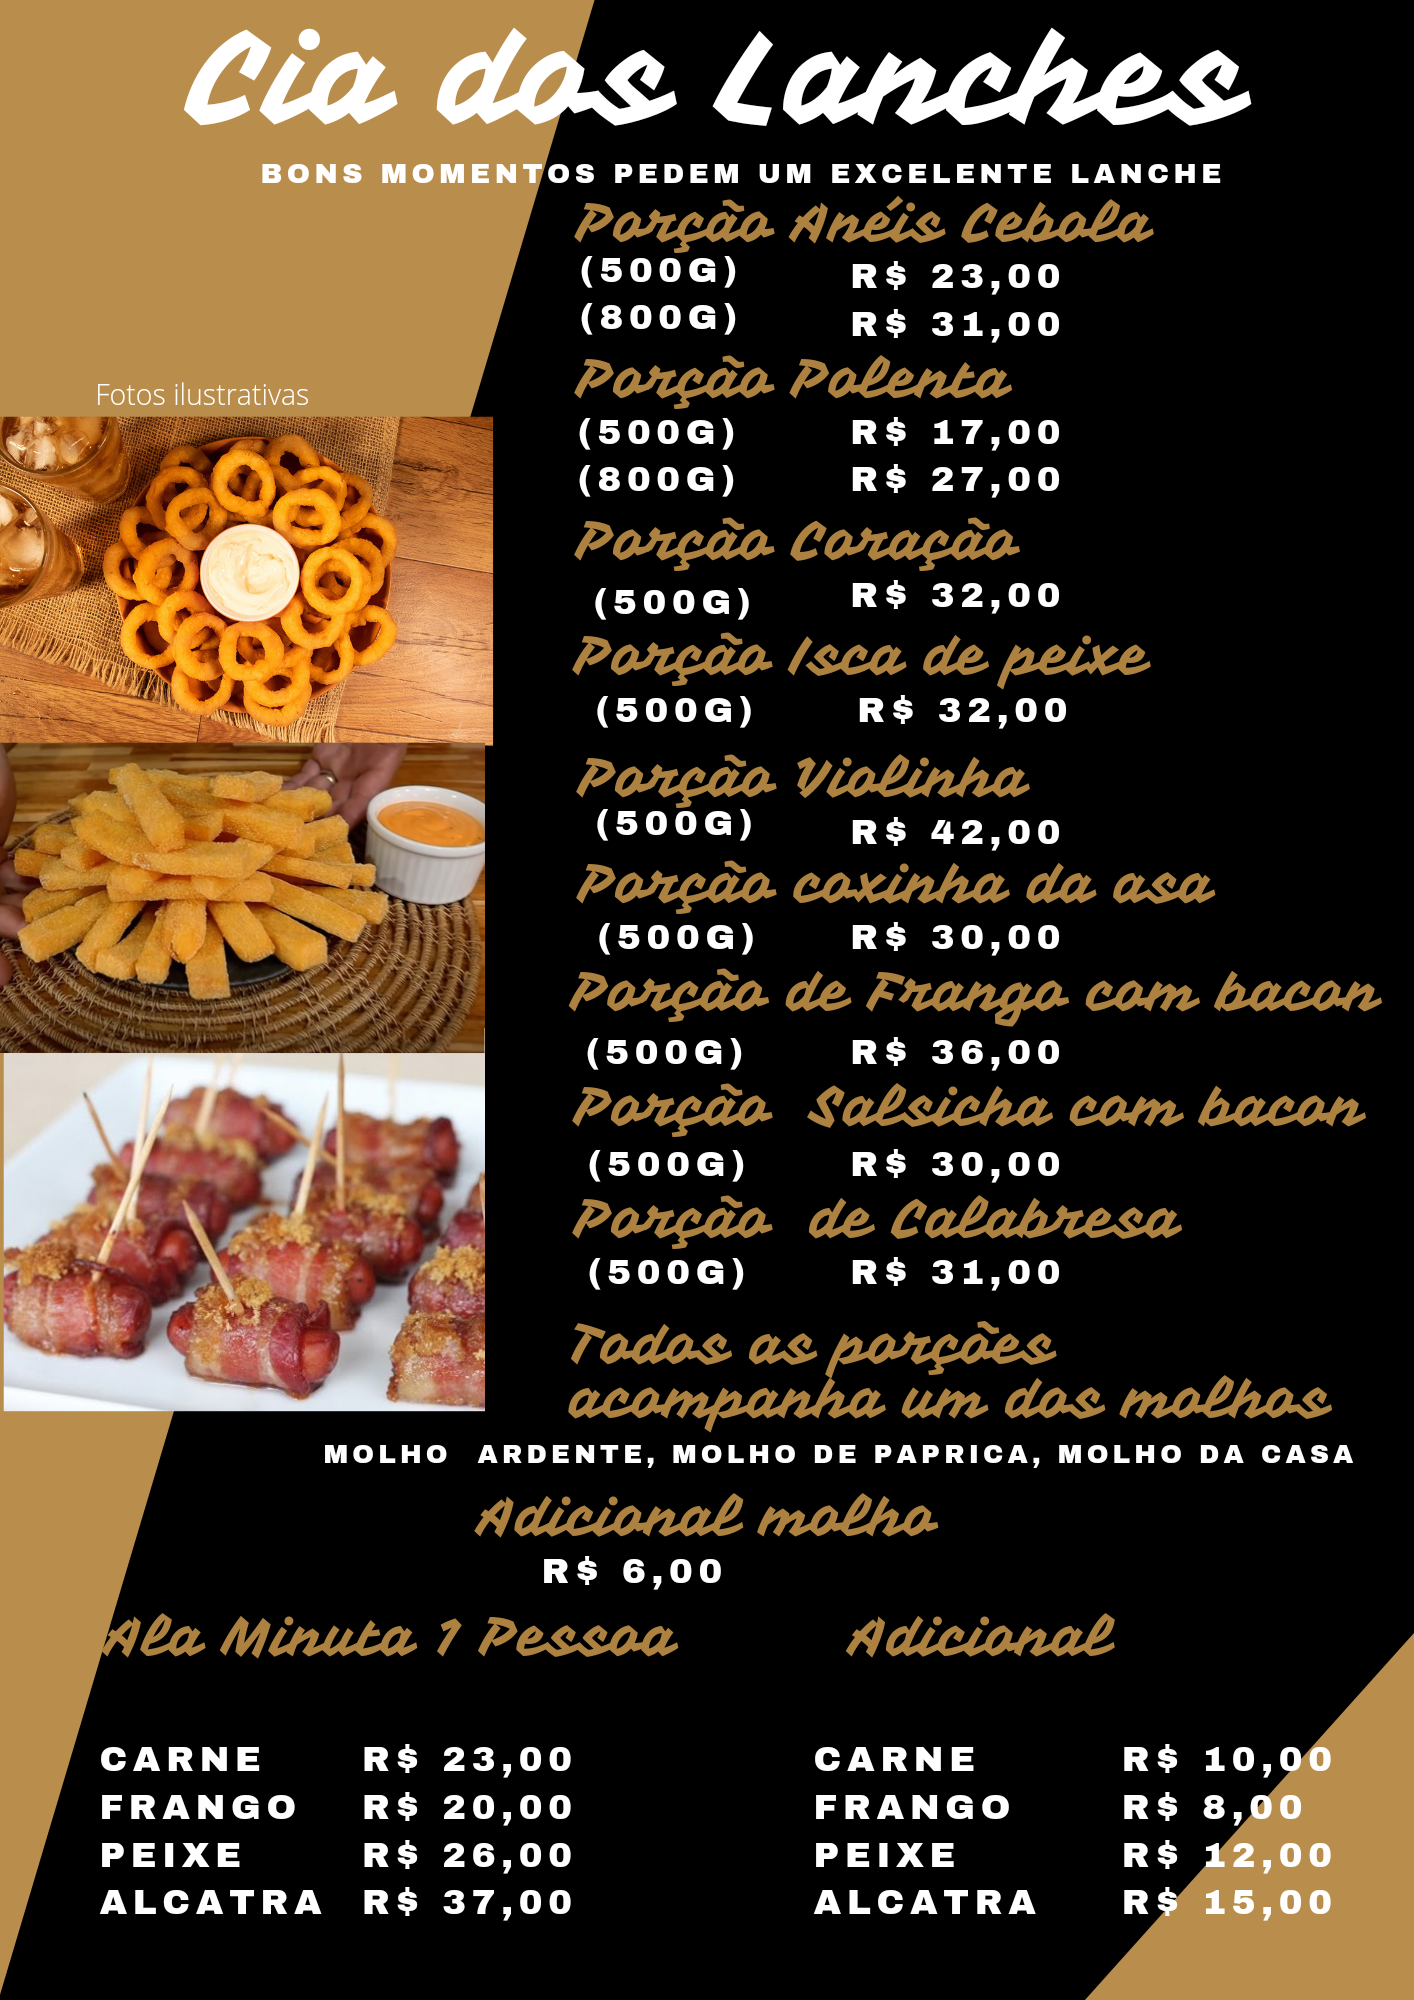 Cia dos Lanches
BONS MOMENTOS PEDEM UM EXCELENTE LANCHE
Porção Anéis Cebola
(500G) R$ 23,00
(800G) R$ 31,00
Porção Polenta
(500G) R$ 17,00
(800G) R$ 27,00
Porção Coração
(500G) R$ 32,00
Porção Isca de peixe
(500G) R$ 32,00
Porção Violinha
(500G) R$ 42,00
Porção coxinha da asa
(500G) R$ 30,00
Porção de Frango com bacon
(500G) R$ 36,00
Porção Salsicha com bacon
(500G) R$ 30,00
Porção de Calabresa
(500G) R$ 31,00
Fotos ilustrativas
Todas as porções
acompanha um dos molhos
MOLHO ARDENTE, MOLHO DE PAPRICA, MOLHO DA CASA
Adicional molho
R$ 6,00
Ala Minuta 1 Pessoa
CARNE R$ 23,00
FRANGO R$ 20,00
PEIXE R$ 26,00
ALCATRA R$ 37,00
Adicional
CARNE R$ 10,00
FRANGO R$ 8,00
PEIXE R$ 12,00
ALCATRA R$ 15,00